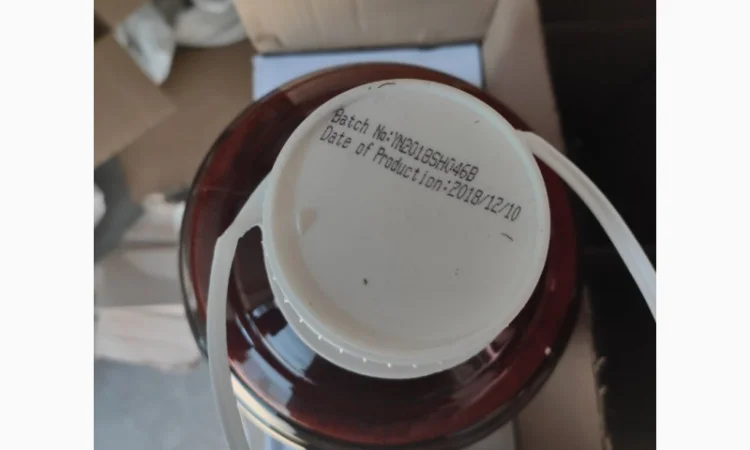 Batch No:YN2018SH046B
Date of Production:2018/12/10